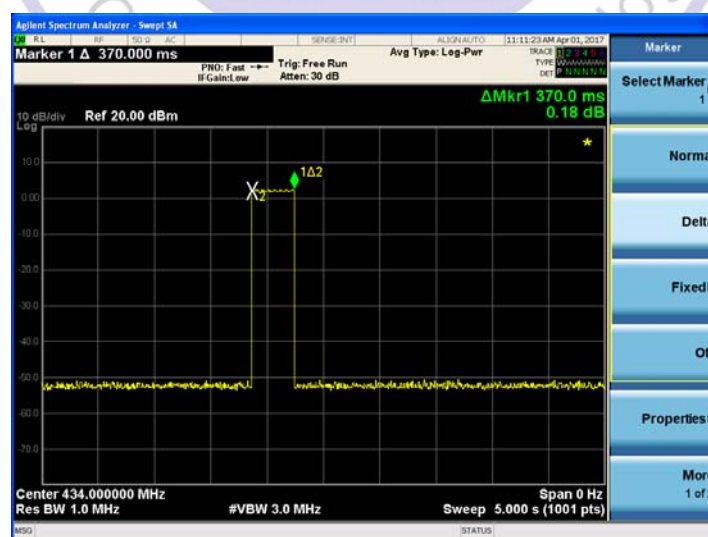 Agilent Spectrum Analyzer - Swept SA
RL RF 50 Ω AC SENSE:INT ALIGN AUTO 11:11:23 AM Apr 01, 2017
Marker 1 Δ 370.000 ms
PNO: Fast
IFGain:Low
Trig: Free Run
Atten: 30 dB
Avg Type: Log-Pwr
TRACE 1 2 3 4 5 6
TYPE
DET P N N N N N
ΔMkr1 370.0 ms
0.18 dB
10 dB/div Ref 20.00 dBm
Log
10.0
0.00
-10.0
-20.0
-30.0
-40.0
-50.0
-60.0
-70.0
X2
1Δ2
*
Center 434.000000 MHz
Span 0 Hz
Res BW 1.0 MHz
#VBW 3.0 MHz
Sweep 5.000 s (1001 pts)
MSG
STATUS
Marker
Select Marker
1
Norma
Delt
Fixed
Of
Properties
Mor
1 of